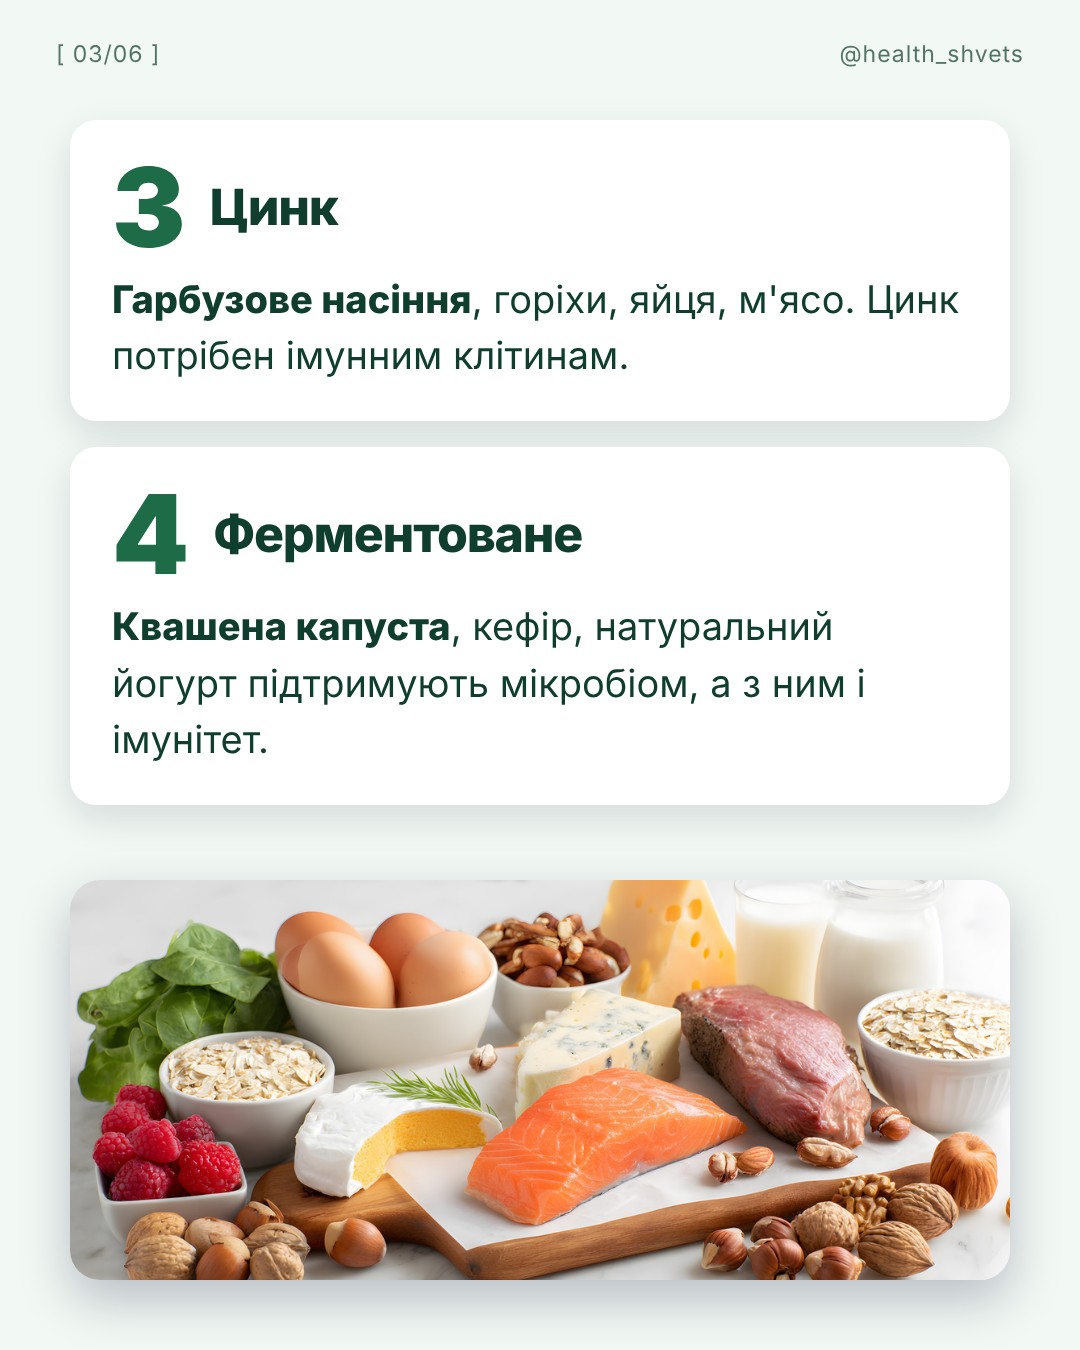 [ 03/06 ]
@health_shvets
3 Цинк
Гарбузове насіння, горіхи, яйця, м'ясо. Цинк
потрібен імунним клітинам.
4 Ферментоване
Квашена капуста, кефір, натуральний
йогурт підтримують мікробіом, а з ним і
імунітет.